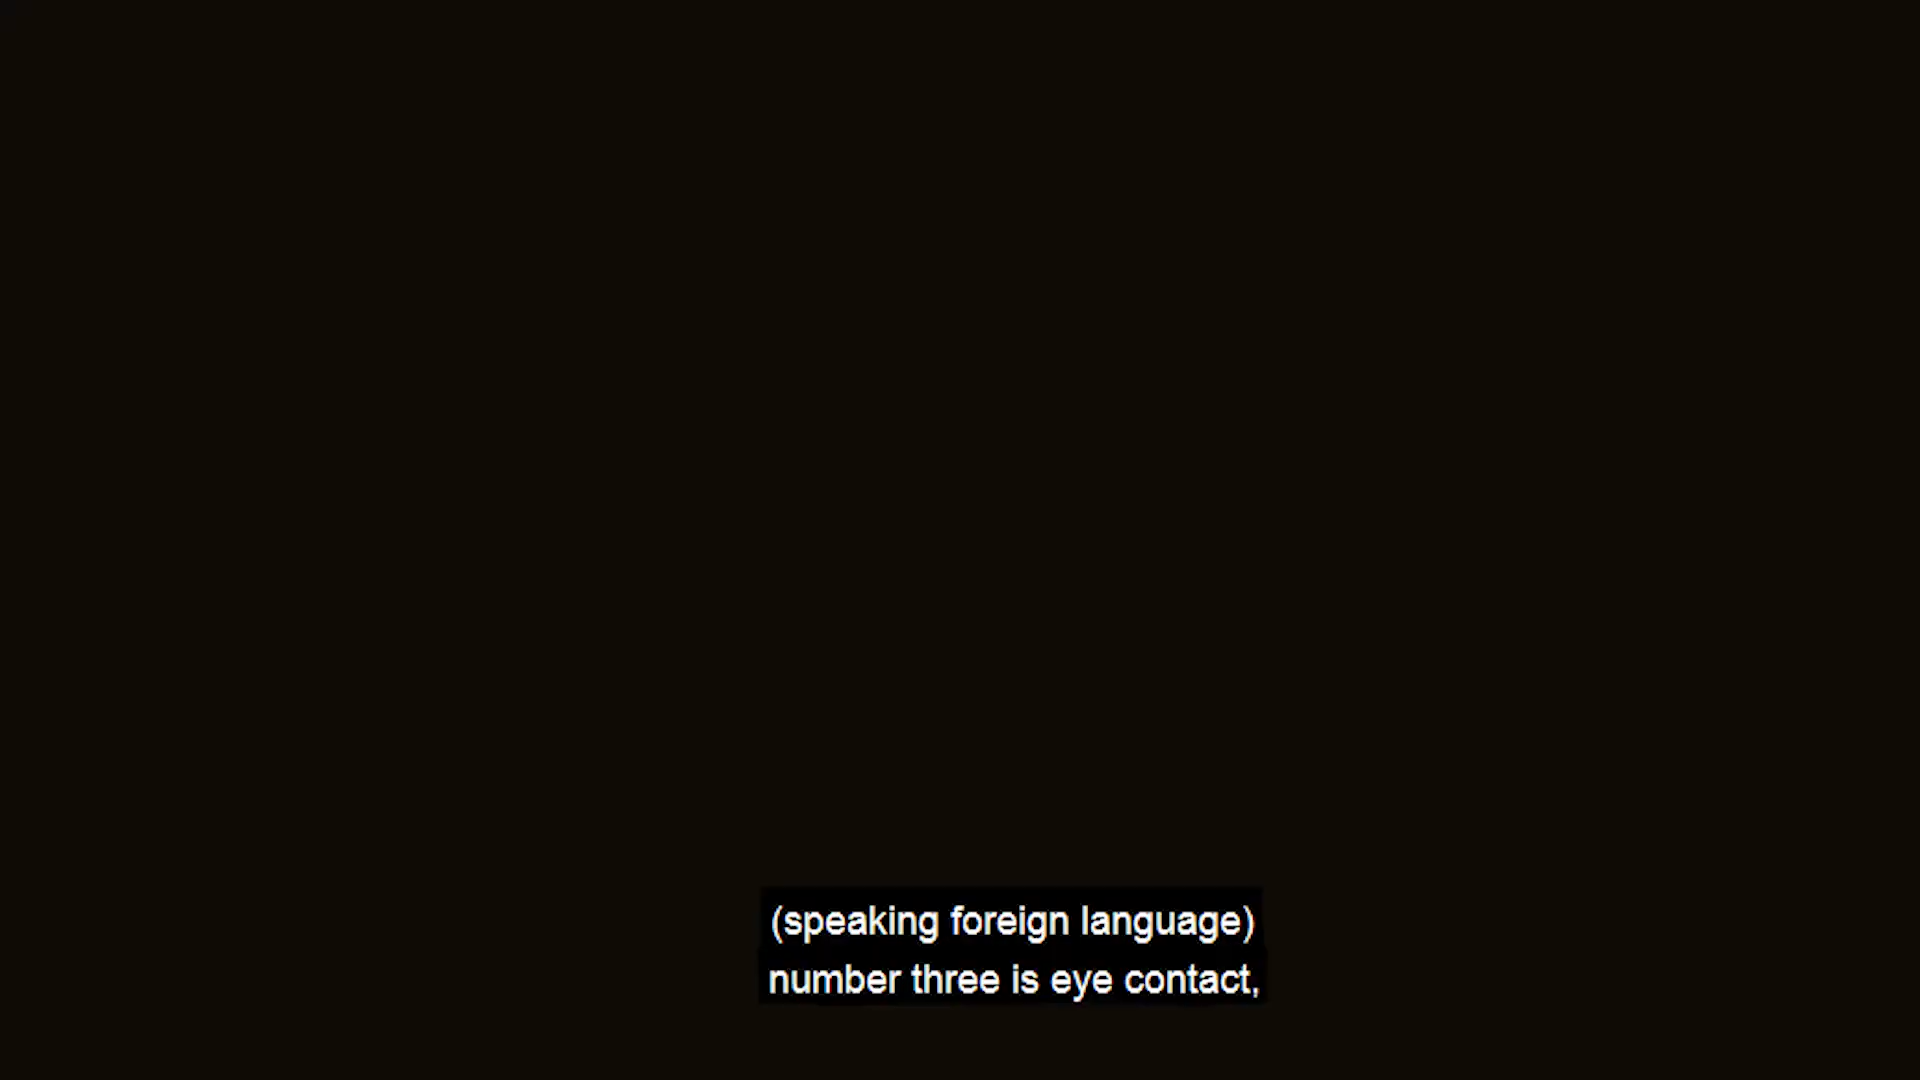 (speaking foreign language)
number three is eye contact,